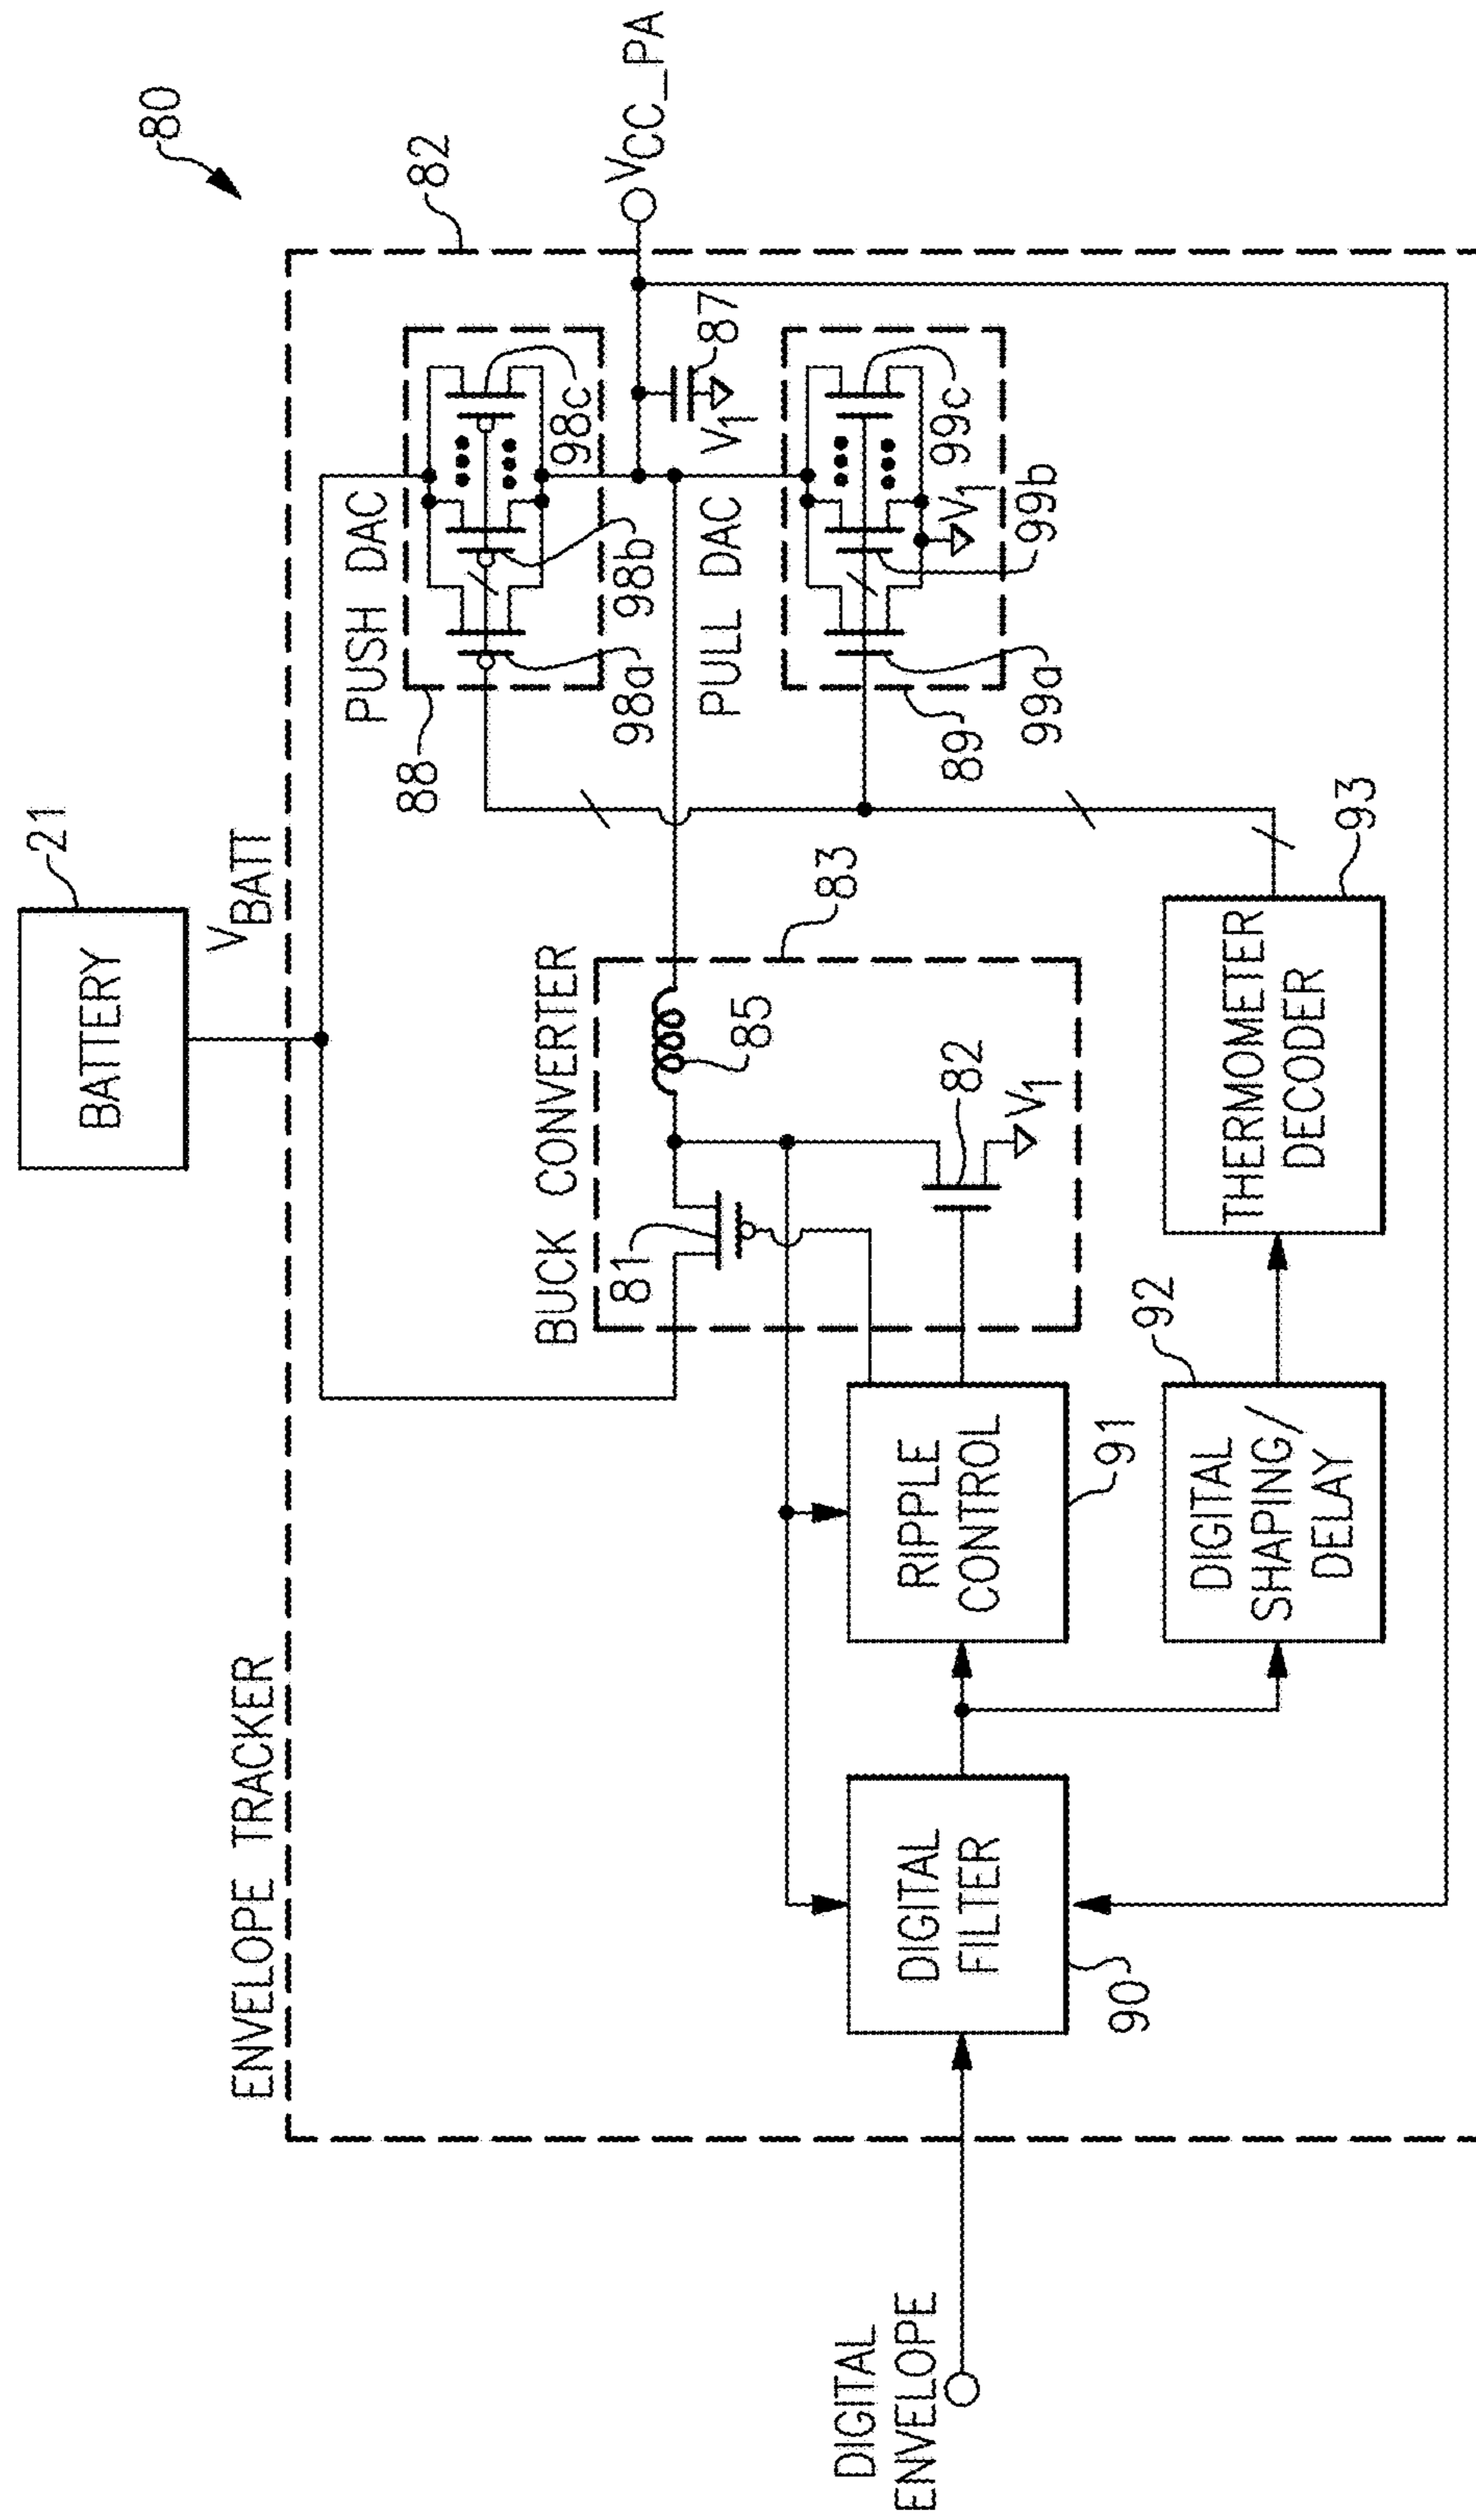 80
BATTERY
21
V BATT
ENVELOPE TRACKER
82
PUSH DAC
88
98a
98b
98c
VCC_PA
87
V1
BUCK CONVERTER
83
81
85
82
V1
PULL DAC
89
99a
99b
99c
V1
DIGITAL
ENVELOPE
DIGITAL
FILTER
90
RIPPLE
CONTROL
91
DIGITAL
SHAPING/
DELAY
92
THERMOMETER
DECODER
93